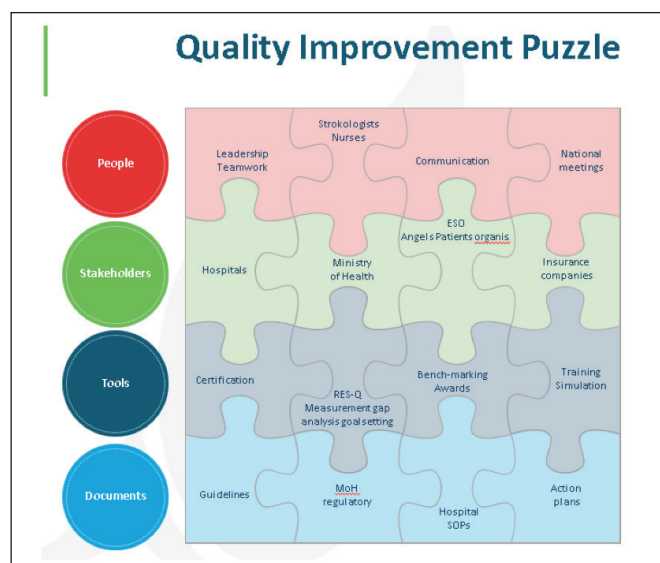 Quality Improvement Puzzle
People
Leadership
Teamwork
Strokologists
Nurses
Communication
National
meetings
Stakeholders
Hospitals
Ministry
of Health
ESO
Angels Patients organis.
Insurance
companies
Tools
Certification
RES-Q
Measurement gap
analysis goal setting
Bench-marking
Awards
Training
Simulation
Documents
Guidelines
MoH
regulatory
Hospital
SOPs
Action
plans